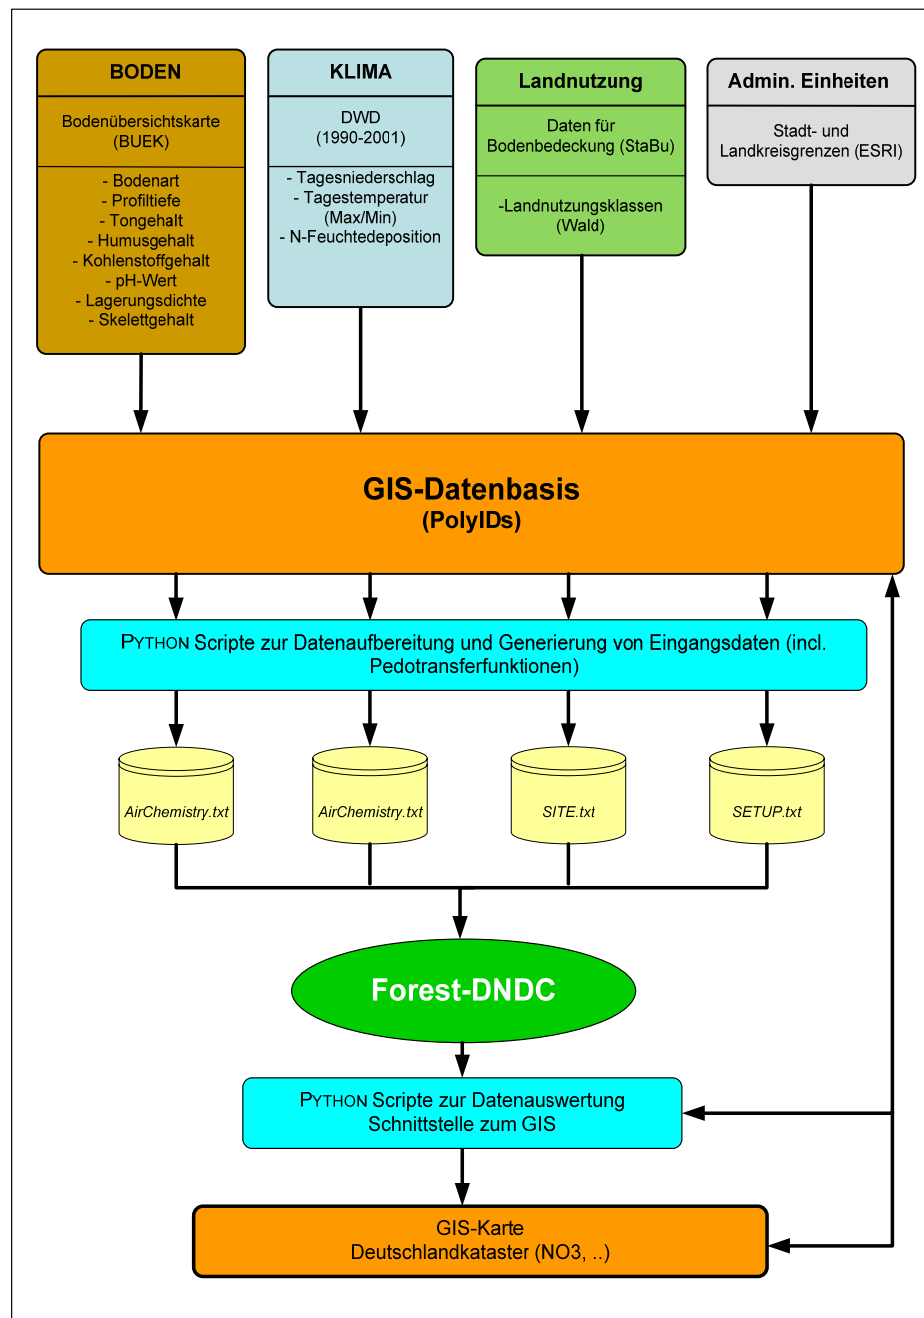 BODEN
Bodenübersichtskarte
(BUEK)
- Bodenart
- Profiltiefe
- Tongehalt
- Humusgehalt
- Kohlenstoffgehalt
- pH-Wert
- Lagerungsdichte
- Skelettgehalt
KLIMA
DWD
(1990-2001)
- Tagesniederschlag
- Tagestemperatur
(Max/Min)
- N-Feuchtedeposition
Landnutzung
Daten für
Bodenbedeckung (StaBu)
-Landnutzungsklassen
(Wald)
Admin. Einheiten
Stadt- und
Landkreisgrenzen (ESRI)
GIS-Datenbasis
(PolyIDs)
PYTHON Scripte zur Datenaufbereitung und Generierung von Eingangsdaten (incl.
Pedotransferfunktionen)
AirChemistry.txt
AirChemistry.txt
SITE.txt
SETUP.txt
Forest-DNDC
PYTHON Scripte zur Datenauswertung
Schnittstelle zum GIS
GIS-Karte
Deutschlandkataster (NO3, ..)